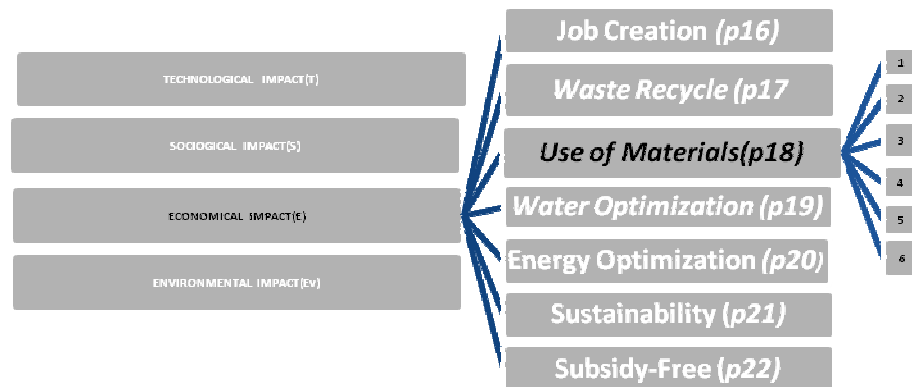 TECHNOLOGICAL IMPACT(T)
SOCIOGICAL IMPACT(S)
ECONOMICAL IMPACT(E)
ENVIRONMENTAL IMPACT(Ev)
Job Creation (p16)
Waste Recycle (p17
Use of Materials(p18)
Water Optimization (p19)
Energy Optimization (p20)
Sustainability (p21)
Subsidy-Free (p22)
1
2
3
4
5
6